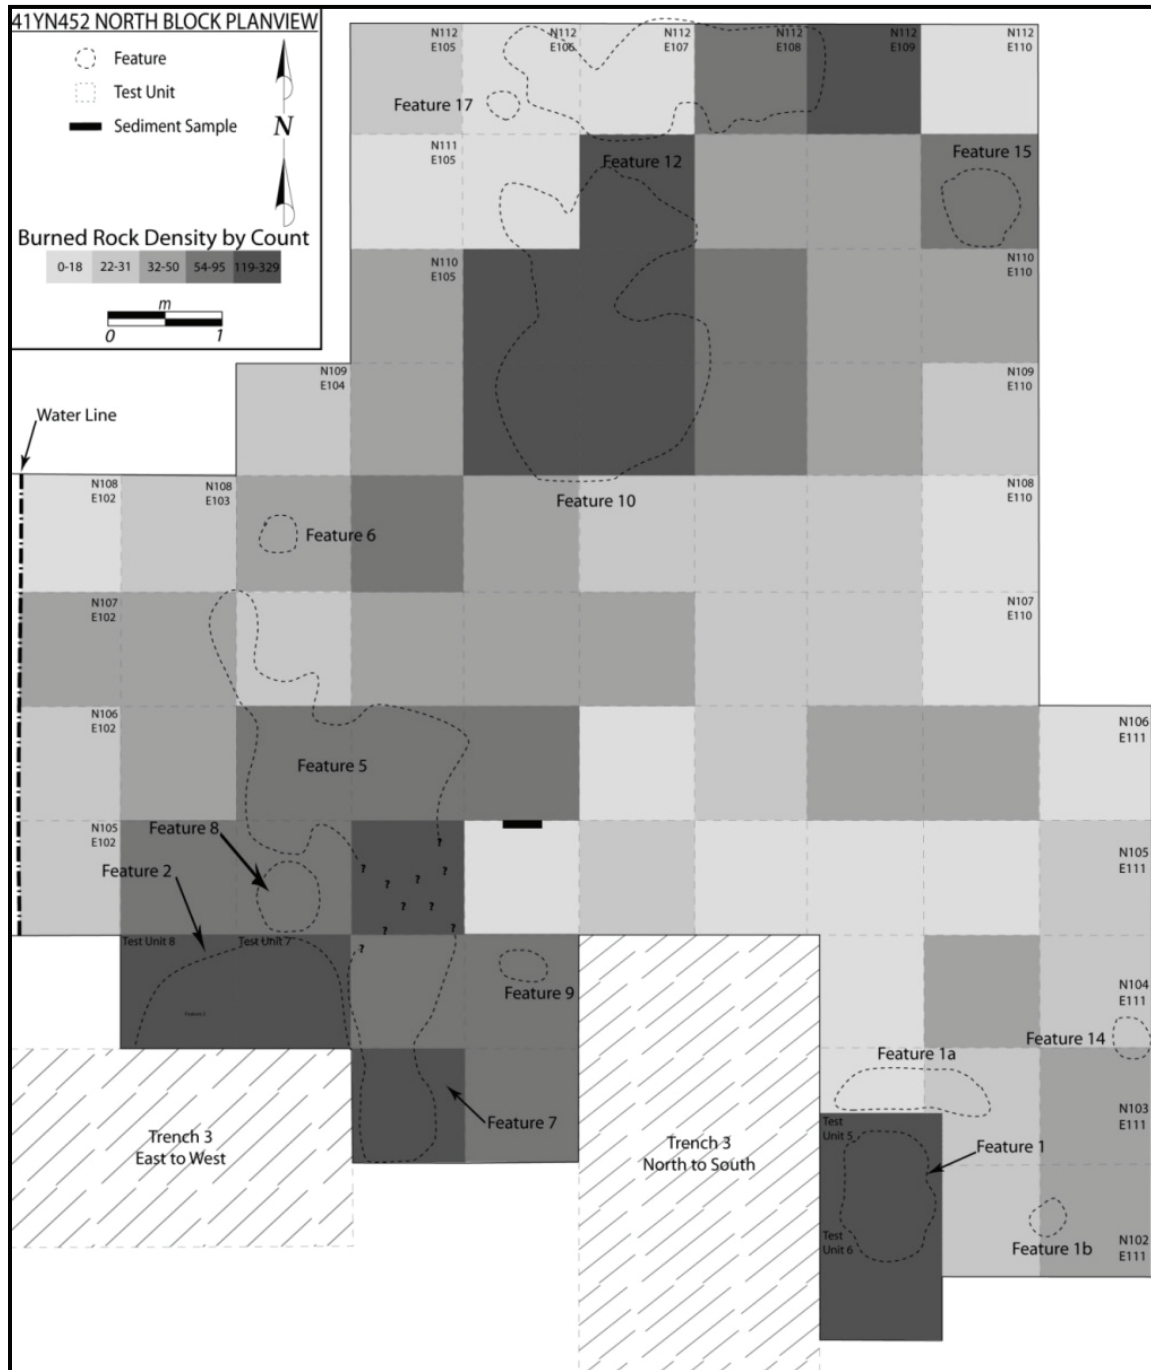 41YN452 NORTH BLOCK PLANVIEW
Feature
Test Unit
Sediment Sample
N
Burned Rock Density by Count
0-18 22-31 32-50 54-95 119-329
m
0 1
N112
E105
N112
E106
N112
E107
N112
E108
N112
E109
N112
E110
Feature 17
N111
E105
Feature 12
Feature 15
N110
E105
N110
E110
N109
E104
N109
E110
Water Line
N108
E102
N108
E103
N108
E110
Feature 10
Feature 6
N107
E102
N107
E110
N106
E102
N106
E111
Feature 5
N105
E102
Feature 8
N105
E111
Feature 2
? 
? ? ? ?
? ?
? ?
?
Test Unit 8
Test Unit 7
Feature 2
Feature 9
N104
E111
Feature 14
Feature 1a
N103
E111
Feature 7
Trench 3
East to West
Trench 3
North to South
Test
Unit 5
Feature 1
Test
Unit 6
Feature 1b
N102
E111